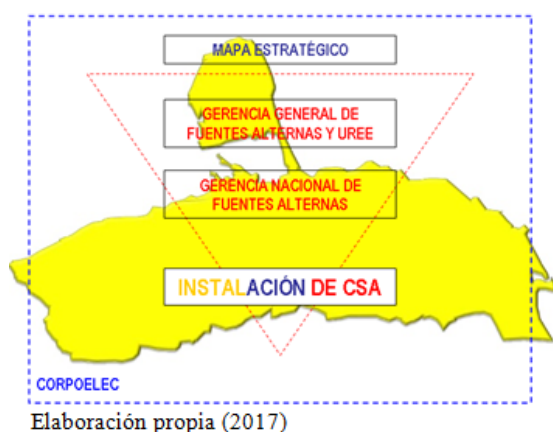 MAPA ESTRATÉGICO
GERENCIA GENERAL DE
FUENTES ALTERNAS Y UREE
GERENCIA NACIONAL DE
FUENTES ALTERNAS
INSTALACIÓN DE CSA
CORPOELEC
Elaboración propia (2017)